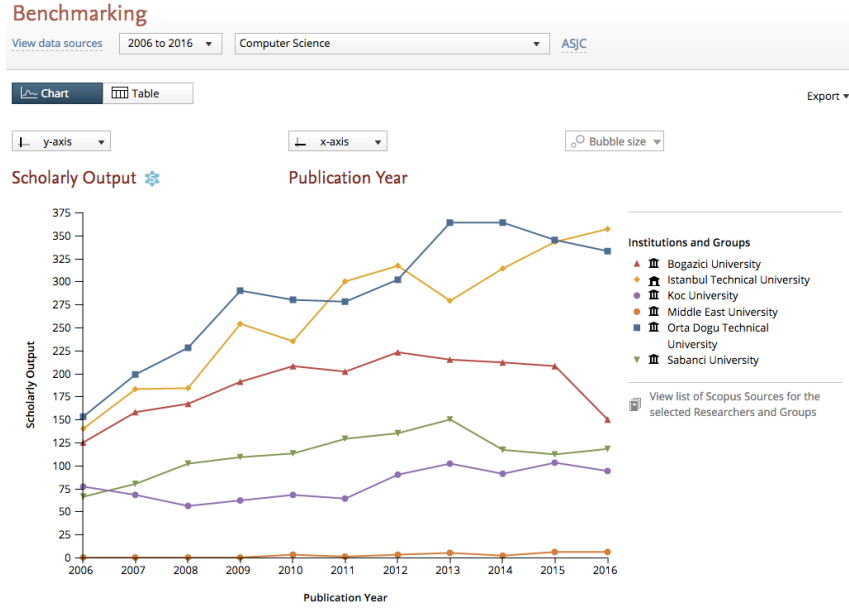 Benchmarking
View data sources
2006 to 2016
Computer Science
ASJC
Chart
Table
Export
y-axis
x-axis
Bubble size
Scholarly Output
Publication Year
375
350
325
300
275
250
225
200
175
150
125
100
75
50
25
0
Scholarly Output
2006 2007 2008 2009 2010 2011 2012 2013 2014 2015 2016
Publication Year
Institutions and Groups
Bogazici University
Istanbul Technical University
Koc University
Middle East University
Orta Dogu Technical
University
Sabanci University
View list of Scopus Sources for the
selected Researchers and Groups